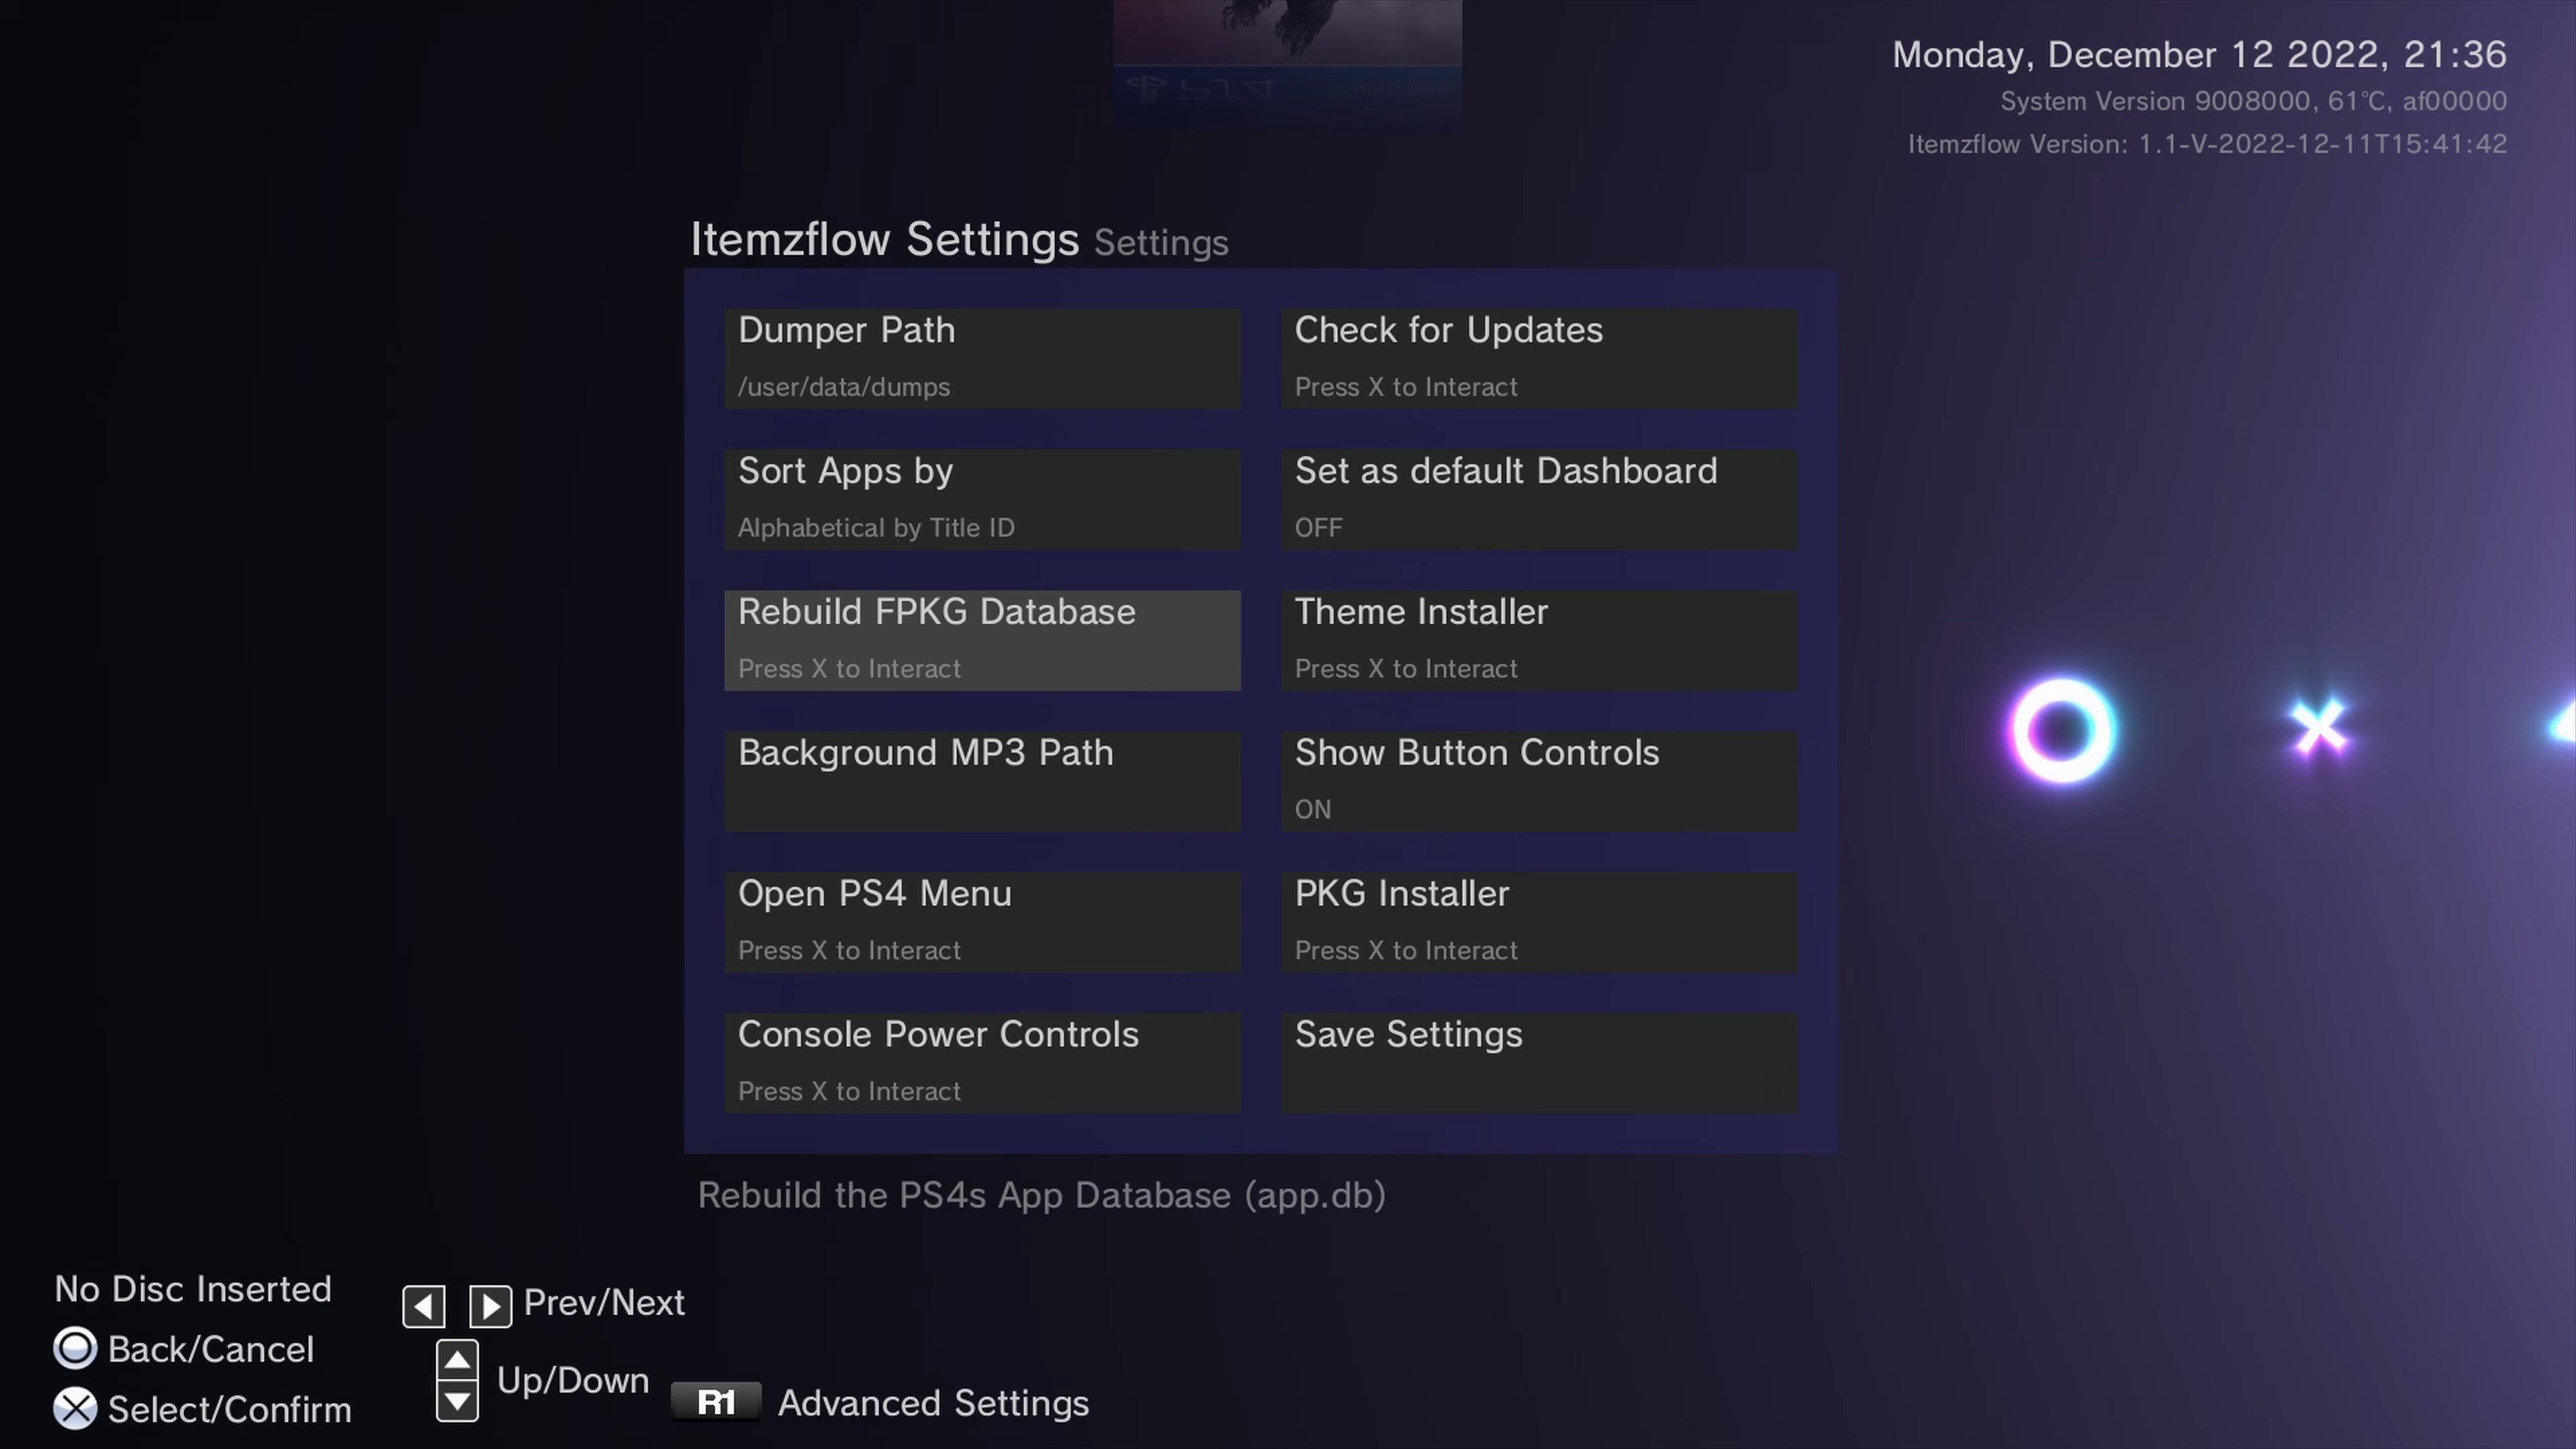 Monday, December 12 2022, 21:36
System Version 9008000, 61°C, af00000
Itemzflow Version: 1.1-V-2022-12-11T15:41:42
Itemzflow Settings Settings
Dumper Path
/user/data/dumps
Check for Updates
Press X to Interact
Sort Apps by
Alphabetical by Title ID
Set as default Dashboard
OFF
Rebuild FPKG Database
Press X to Interact
Theme Installer
Press X to Interact
Background MP3 Path
Show Button Controls
ON
Open PS4 Menu
Press X to Interact
PKG Installer
Press X to Interact
Console Power Controls
Press X to Interact
Save Settings
Rebuild the PS4s App Database (app.db)
No Disc Inserted
Prev/Next
Back/Cancel
Up/Down
Select/Confirm
R1 Advanced Settings